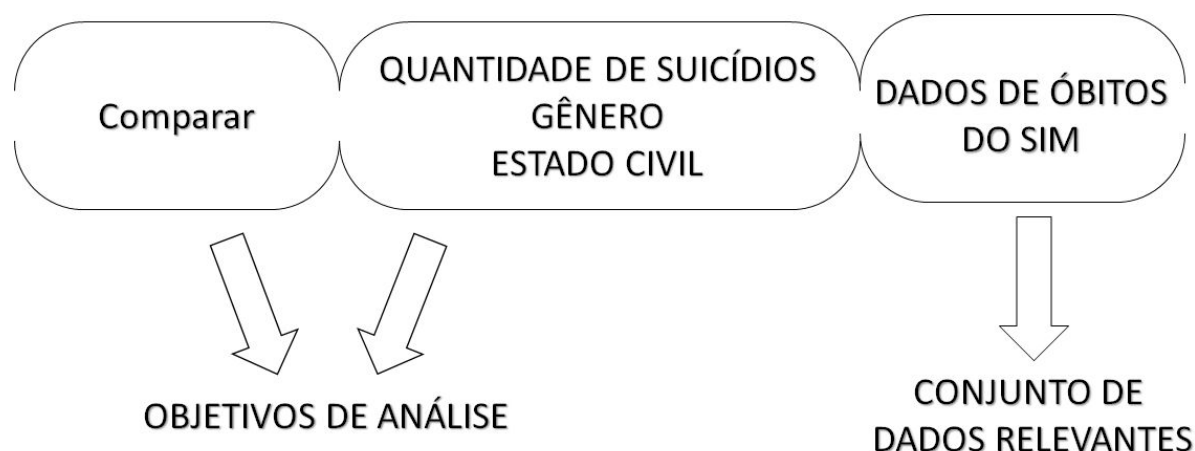 Comparar
QUANTIDADE DE SUICÍDIOS
GÊNERO
ESTADO CIVIL
DADOS DE ÓBITOS
DO SIM
OBJETIVOS DE ANÁLISE
CONJUNTO DE
DADOS RELEVANTES